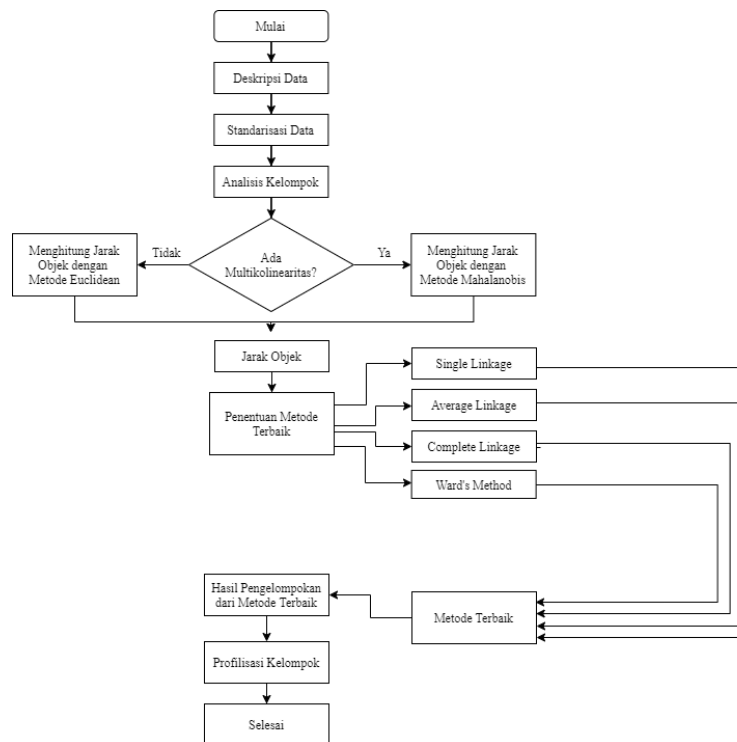 Mulai
Deskripsi Data
Standarisasi Data
Analisis Kelompok
Ada
Multikolinearitas?
Tidak
Ya
Menghitung Jarak
Objek dengan
Metode Euclidean
Menghitung Jarak
Objek dengan
Metode Mahalanobis
Jarak Objek
Penentuan Metode
Terbaik
Single Linkage
Average Linkage
Complete Linkage
Ward's Method
Metode Terbaik
Hasil Pengelompokan
dari Metode Terbaik
Profilisasi Kelompok
Selesai